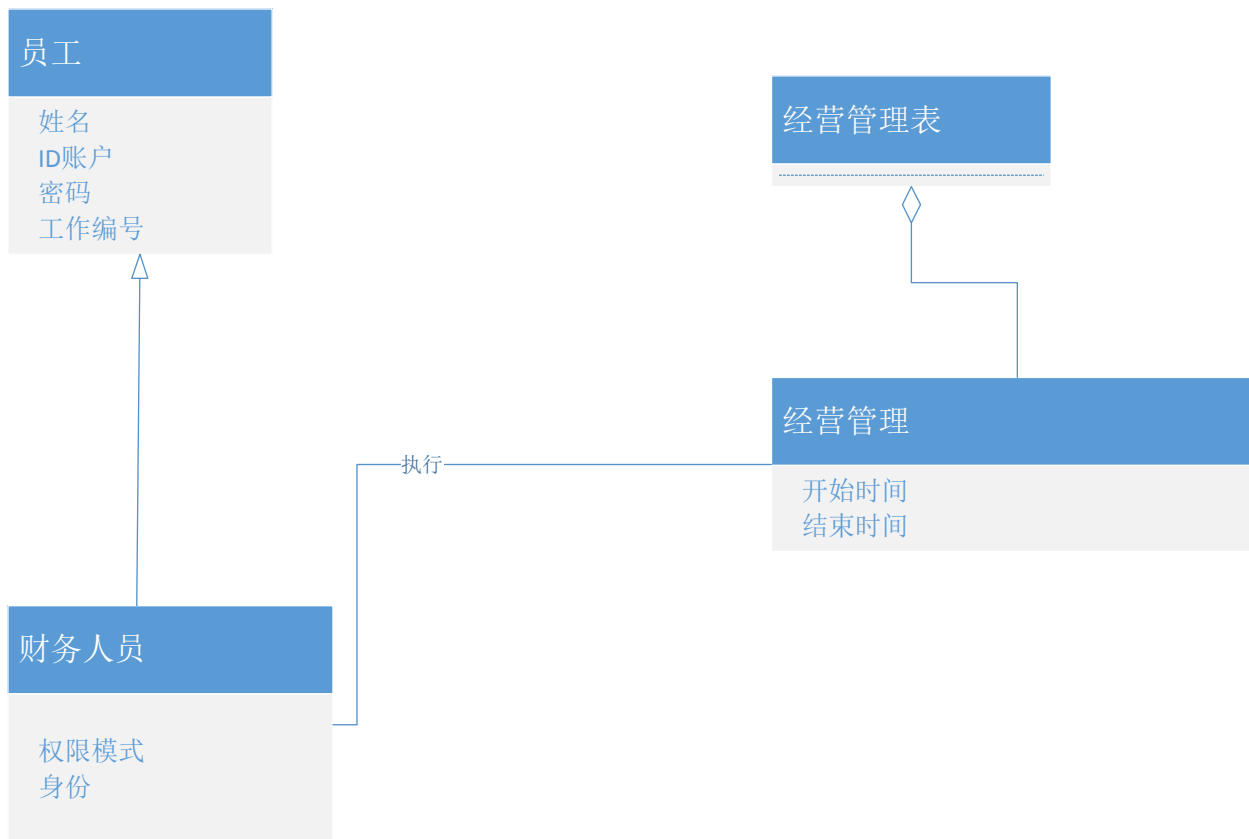 员工
姓名
ID账户
密码
工作编号
经营管理表
经营管理
开始时间
结束时间
执行
财务人员
权限模式
身份